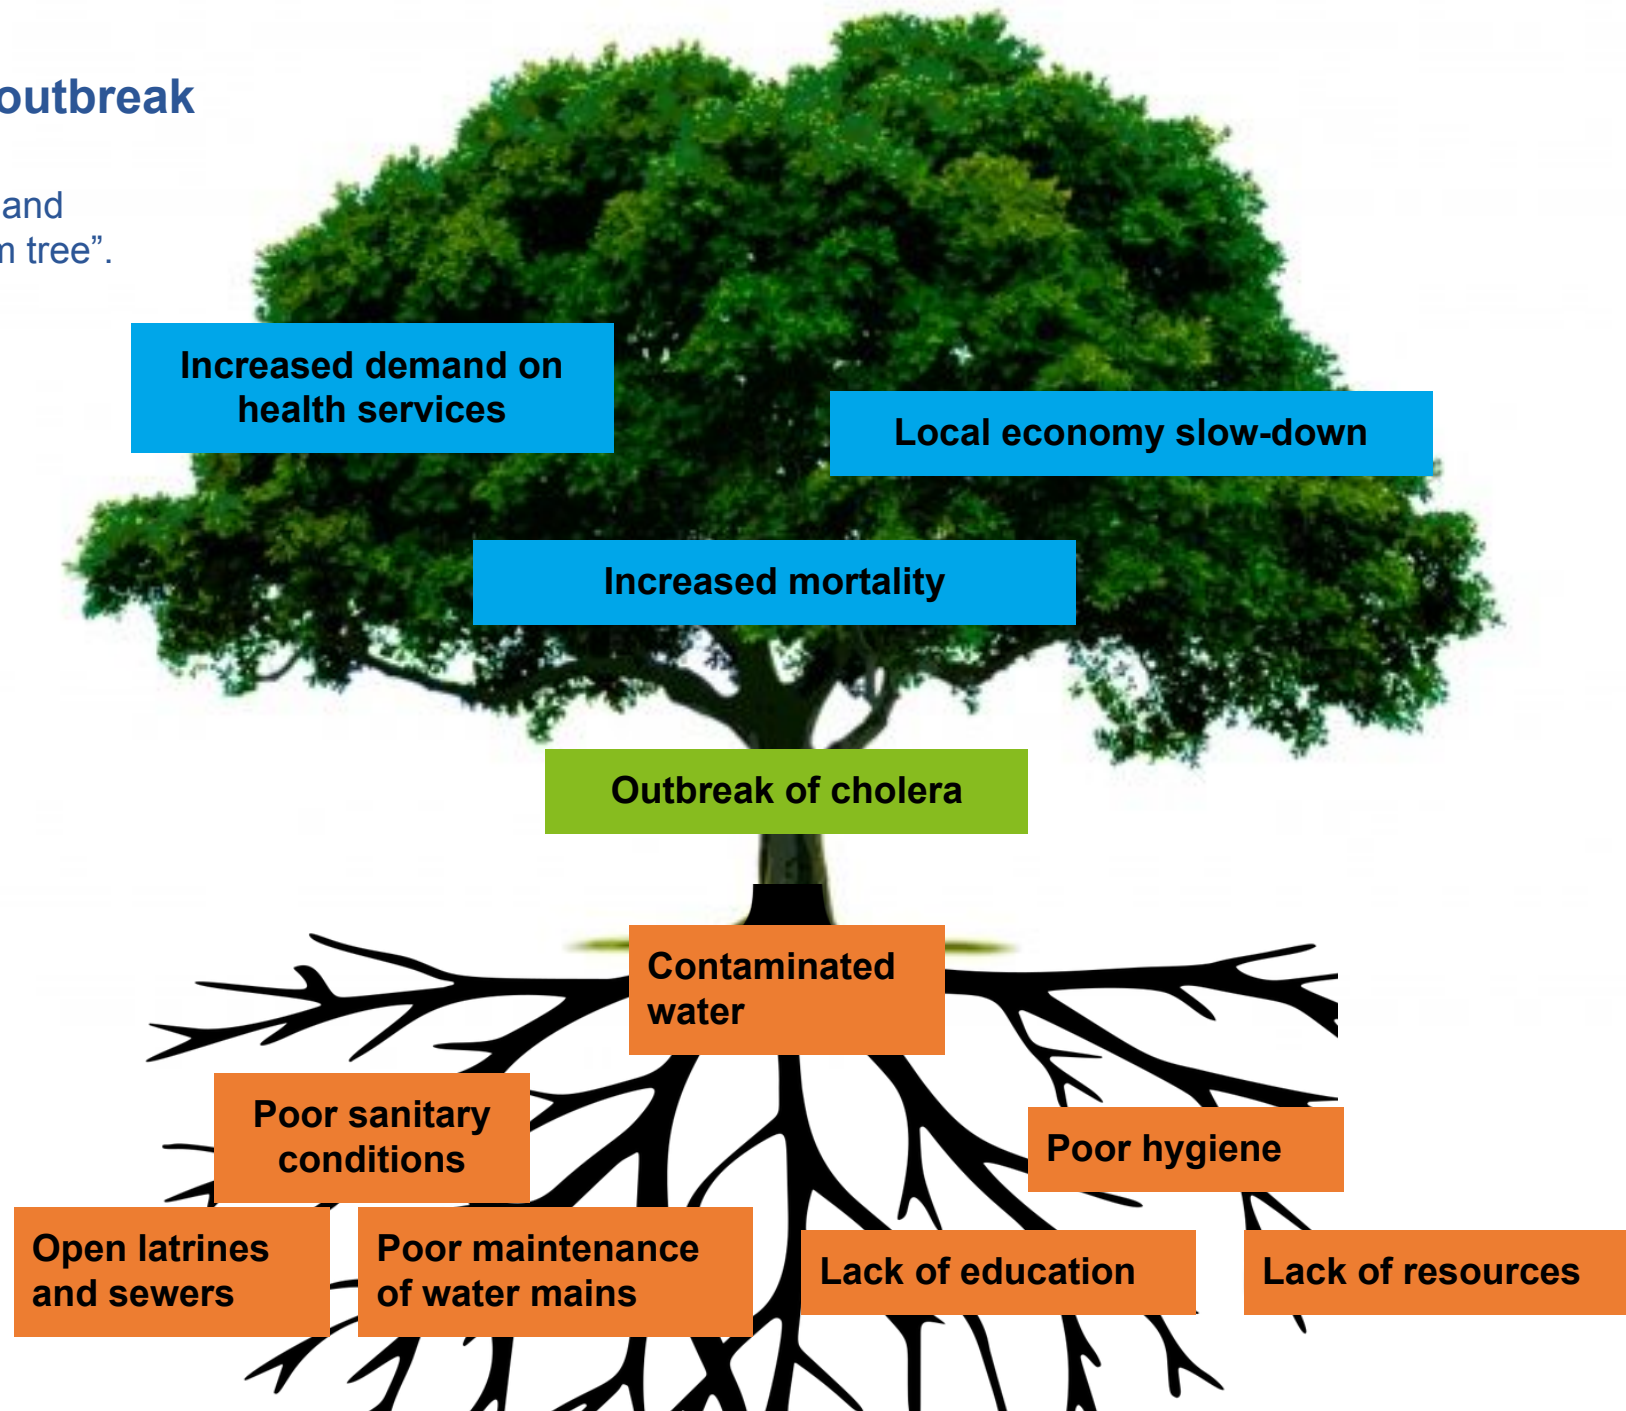 outbreak
and
m tree”.
Increased demand on
health services
Local economy slow-down
Increased mortality
Outbreak of cholera
Contaminated
water
Poor sanitary
conditions
Poor hygiene
Open latrines
and sewers
Poor maintenance
of water mains
Lack of education
Lack of resources